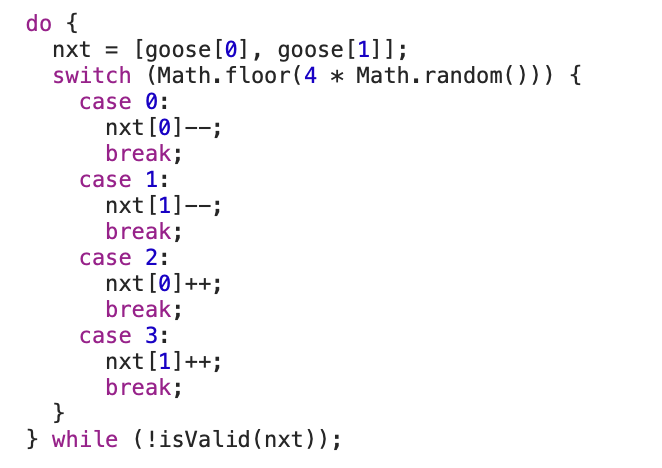 do {
  nxt = [goose[0], goose[1]];
  switch (Math.floor(4 * Math.random())) {
    case 0:
      nxt[0]--;
      break;
    case 1:
      nxt[1]--;
      break;
    case 2:
      nxt[0]++;
      break;
    case 3:
      nxt[1]++;
      break;
  }
} while (!isValid(nxt));